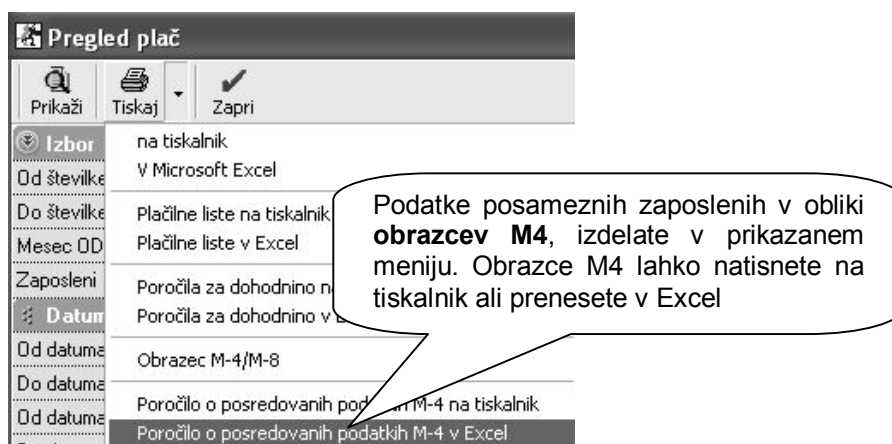 Pregled plač
Prikaži Tiskaj Zapri
Izbor
Od številke
Do številke
Mesec OD
Zaposleni
Datum
Od datuma
Do datuma
Od datuma
na tiskalnik
V Microsoft Excel
Plačilne liste na tiskalnik
Plačilne liste v Excel
Poročila za dohodnino
Poročila za dohodnino v
Obrazec M-4/M-8
Poročilo o posredovanih podatkih M-4 na tiskalnik
Poročilo o posredovanih podatkih M-4 v Excel
Podatke posameznih zaposlenih v obliki
obrazcev M4, izdelate v prikazanem
meniju. Obrazce M4 lahko natisnete na
tiskalnik ali prenesete v Excel